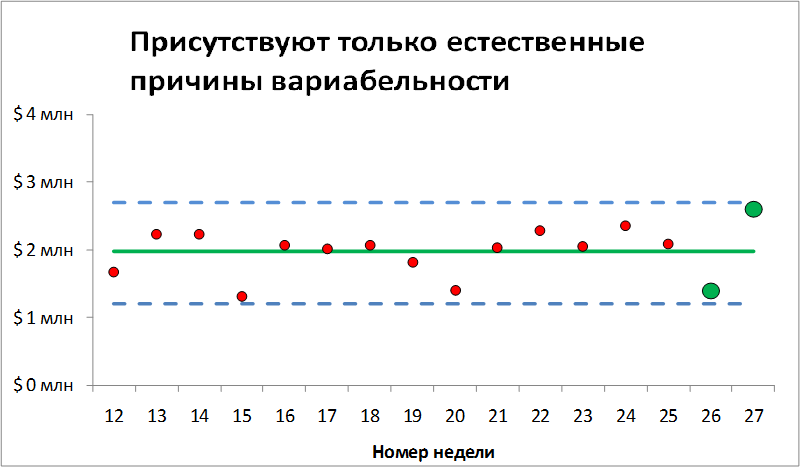 Присутствуют только естественные
причины вариабельности
$ 4 млн
$ 3 млн
$ 2 млн
$ 1 млн
$ 0 млн
12 13 14 15 16 17 18 19 20 21 22 23 24 25 26 27
Номер недели